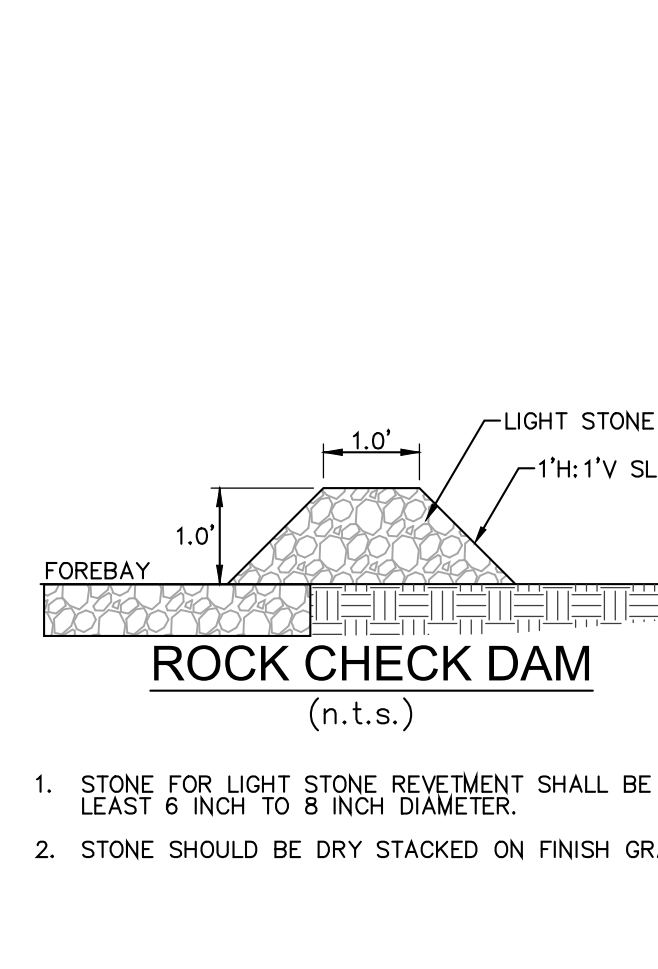 LIGHT STONE
1.0'
1'H:1'V SL
1.0'
FOREBAY
ROCK CHECK DAM
(n.t.s.)
1. STONE FOR LIGHT STONE REVETMENT SHALL BE
LEAST 6 INCH TO 8 INCH DIAMETER.
2. STONE SHOULD BE DRY STACKED ON FINISH GR